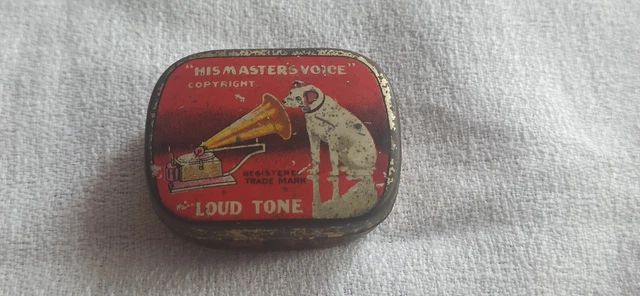 "HIS MASTER'S VOICE"
COPYRIGHT
REGISTERED
TRADE MARK
LOUD TONE